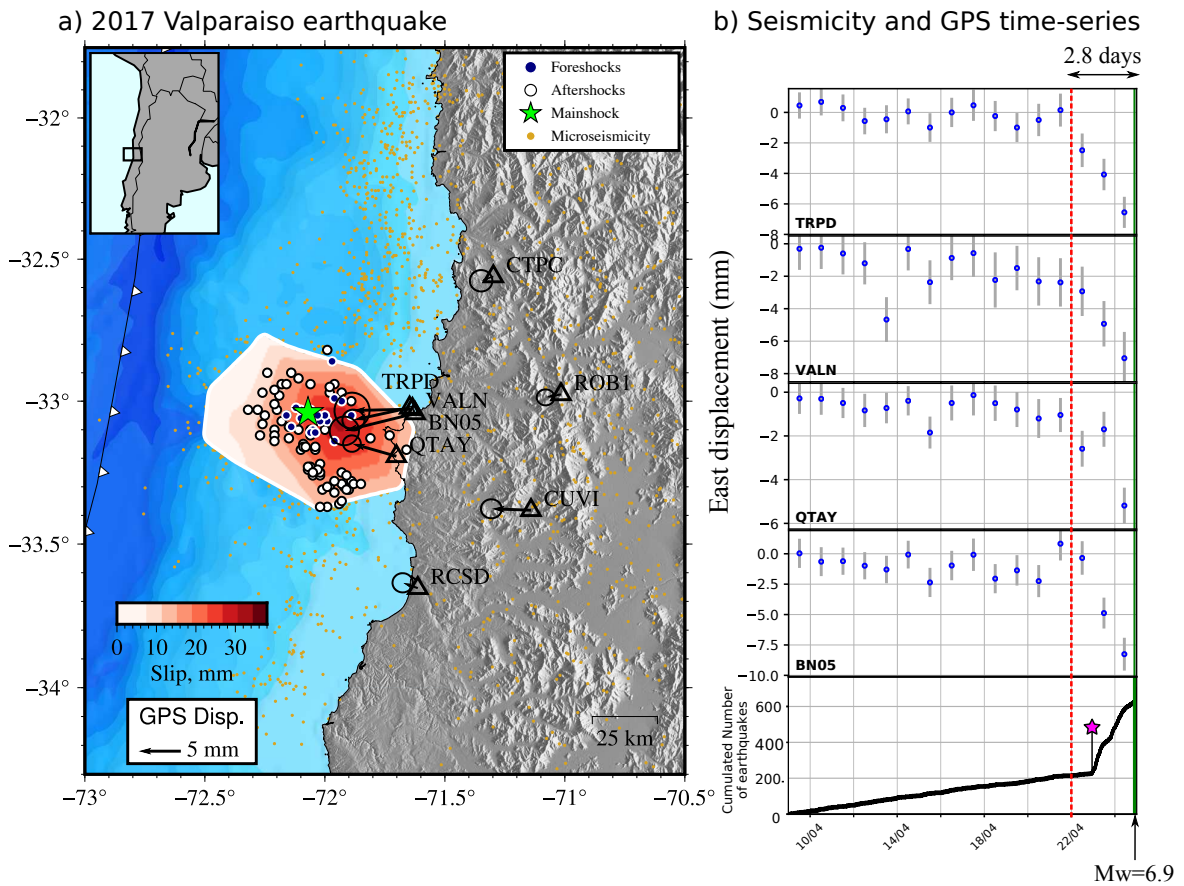 a) 2017 Valparaiso earthquake
b) Seismicity and GPS time-series
Foreshocks
Aftershocks
Mainshock
Microseismicity
−32°
−32.5°
−33°
−33.5°
−34°
−73°
−72.5°
−72°
−71.5°
−71°
−70.5°
CTPC
ROB1
TRPD
VALN
BN05
QTAY
CUVI
RCSD
0 10 20 30
Slip, mm
GPS Disp.
5 mm
25 km
2.8 days
East displacement (mm)
0
−2
−4
−6
−8
TRPD
0
−2
−4
−6
−8
VALN
0
−2
−4
−6
QTAY
0.0
−2.5
−5.0
−7.5
−10.0
BN05
Cumulated Number
of earthquakes
600
400
200.
0
10/04
14/04
18/04
22/04
Mw=6.9